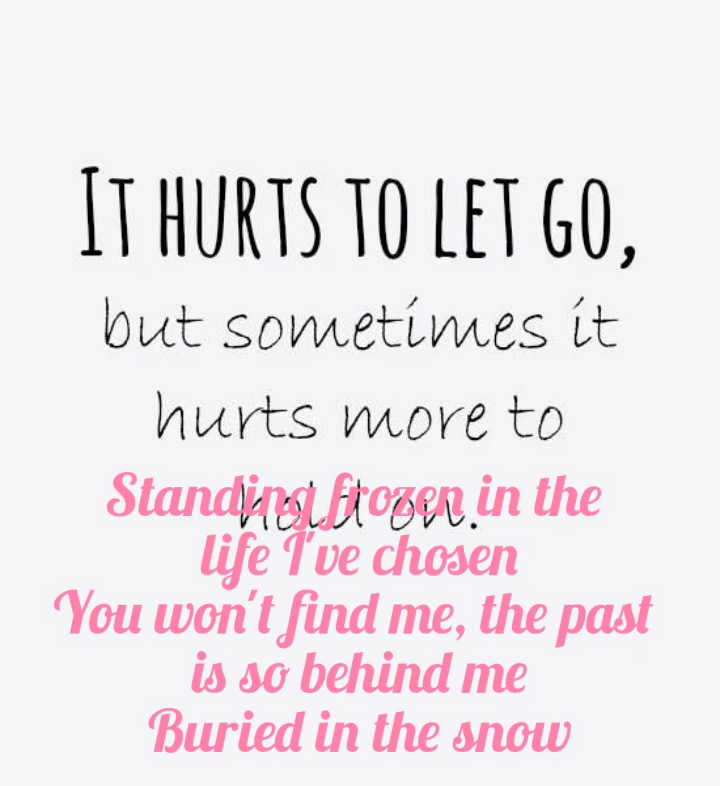 IT HURTS TO LET GO,
but sometimes it
hurts more to
hold on.
Standing frozen in the
life I've chosen
You won't find me, the past
is so behind me
Buried in the snow